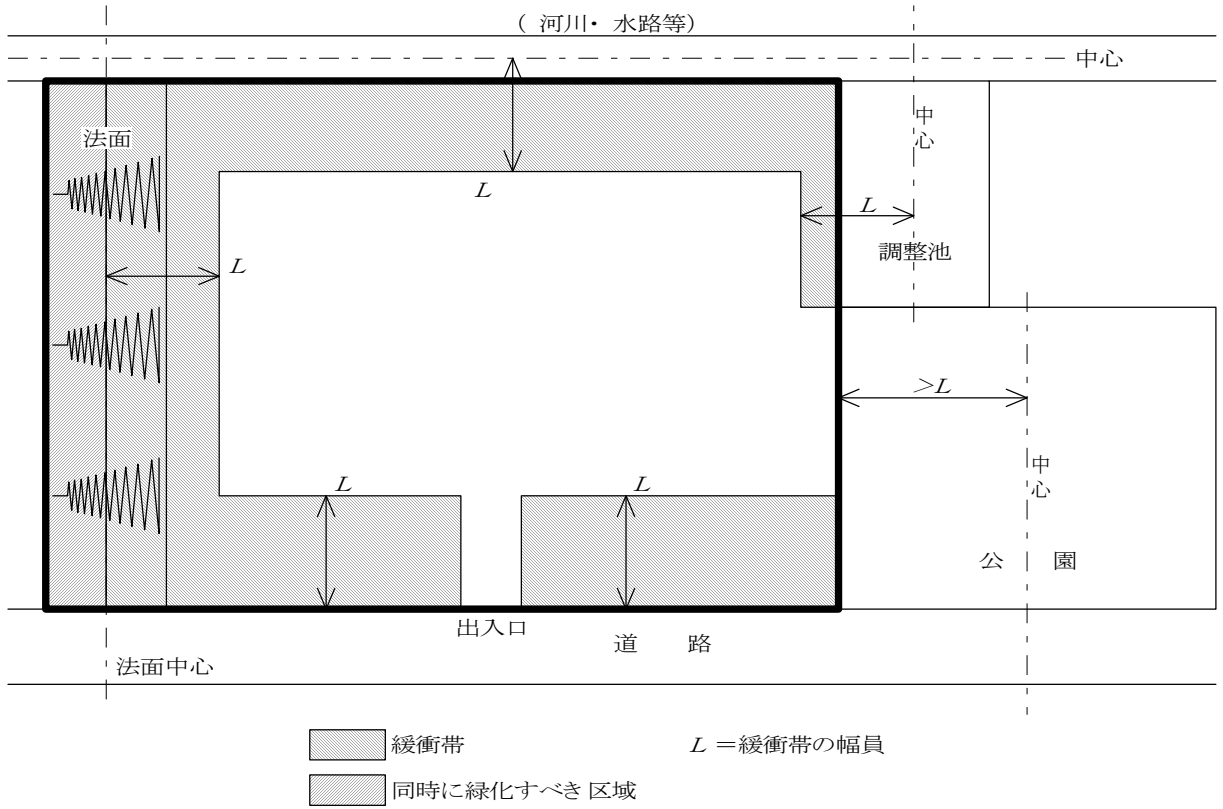 ( 河川・ 水路等)
中心
法面
中心
L
L
L
調整池
>L
L
L
中心
公 園
出入口
道 路
法面中心
緩衝帯
L =緩衝帯の幅員
同時に緑化すべき 区域